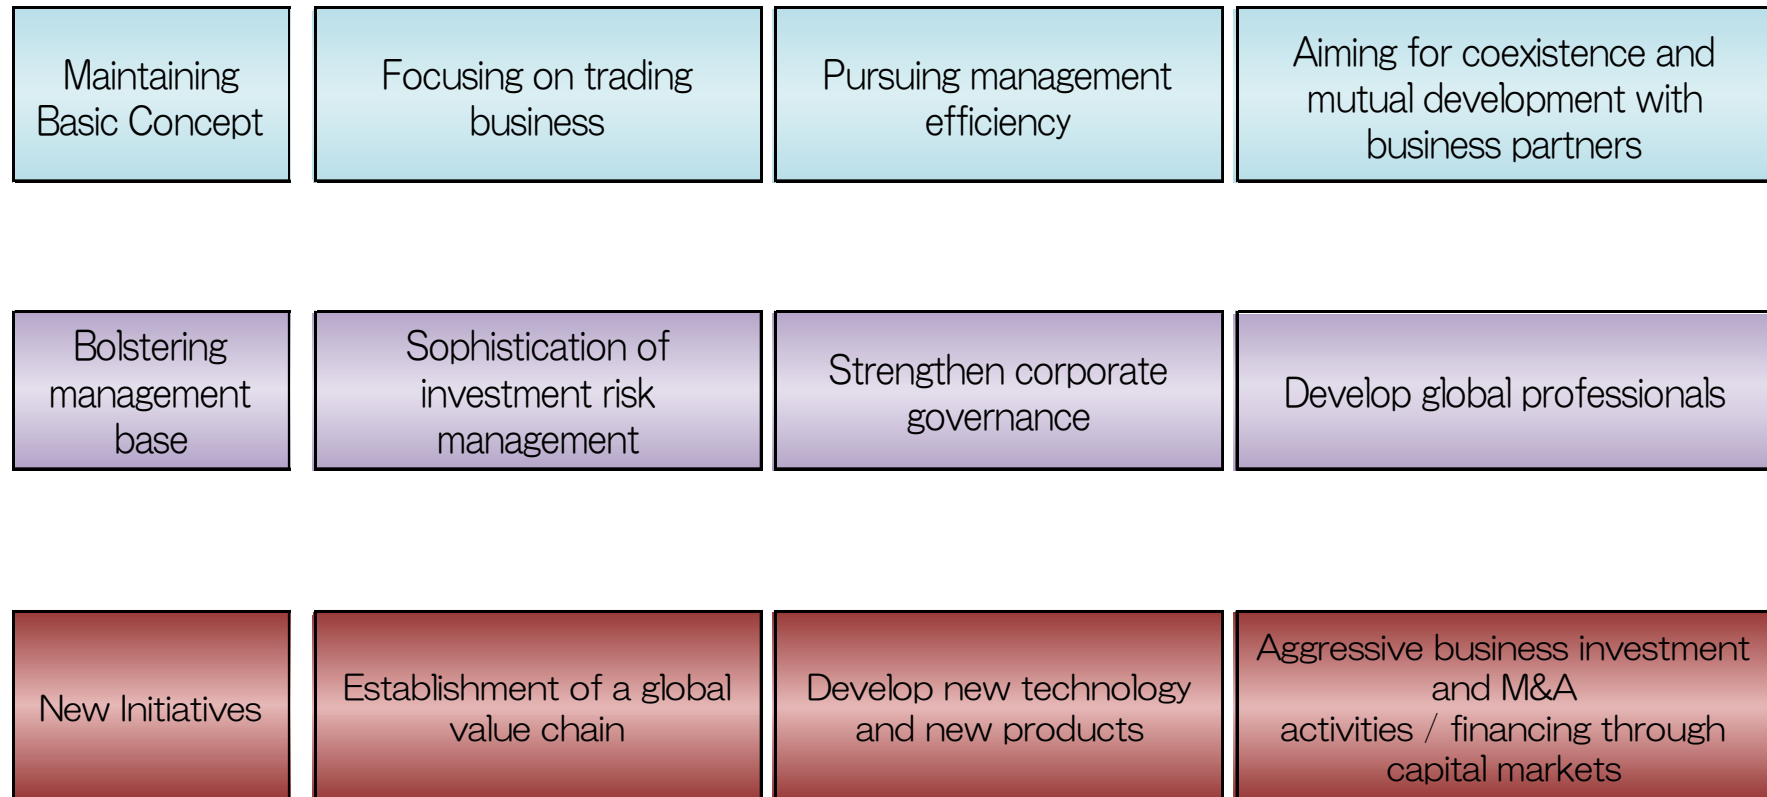 Maintaining
Basic Concept
Focusing on trading
business
Pursuing management
efficiency
Aiming for coexistence and
mutual development with
business partners
Bolstering
management
base
Sophistication of
investment risk
management
Strengthen corporate
governance
Develop global professionals
New Initiatives
Establishment of a global
value chain
Develop new technology
and new products
Aggressive business investment
and M&A
activities / financing through
capital markets